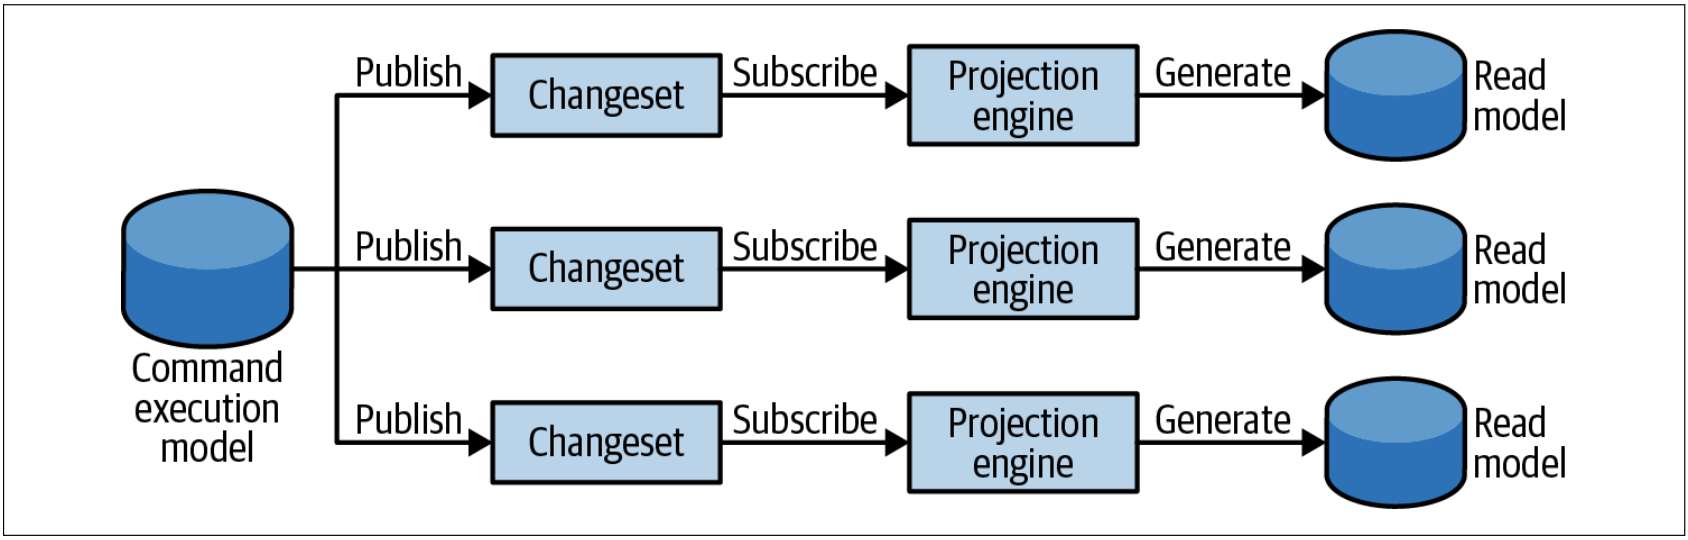 Publish
Changeset
Subscribe
Projection
engine
Generate
Read
model
Publish
Changeset
Subscribe
Projection
engine
Generate
Read
model
Command
execution
model
Publish
Changeset
Subscribe
Projection
engine
Generate
Read
model